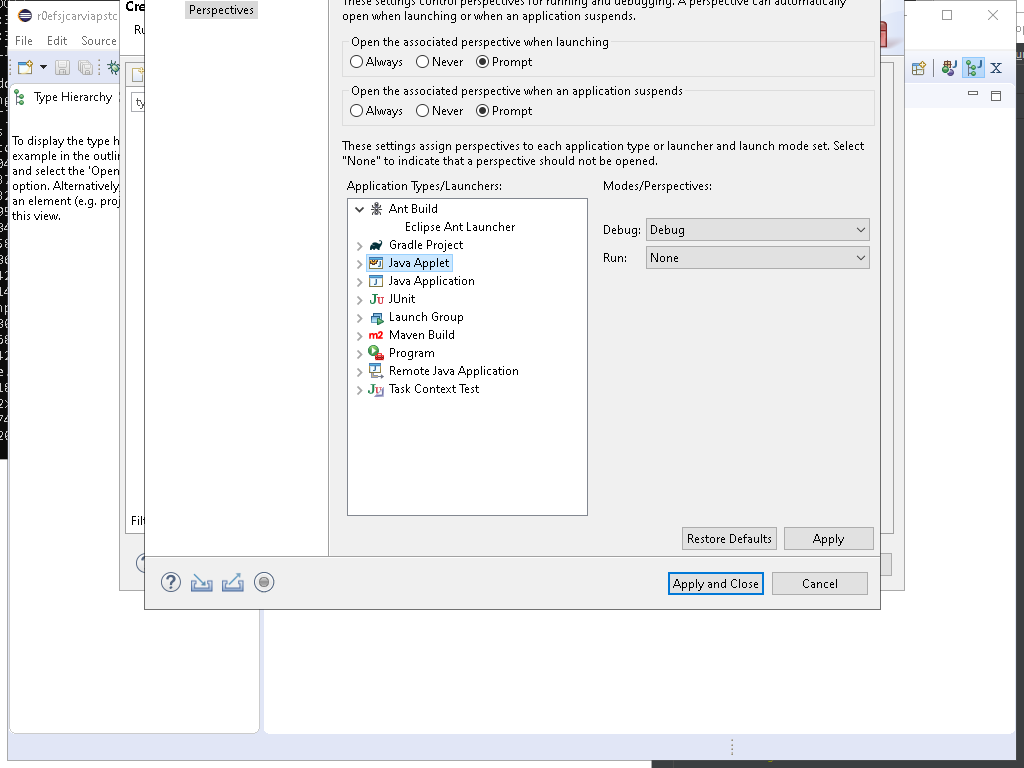 Perspectives
These settings control perspectives for running and debugging. A perspective can automatically
open when launching or when an application suspends.
Open the associated perspective when launching
Always Never Prompt
Open the associated perspective when an application suspends
Always Never Prompt
These settings assign perspectives to each application type or launcher and launch mode set. Select
"None" to indicate that a perspective should not be opened.
Application Types/Launchers:
Modes/Perspectives:
Ant Build
Eclipse Ant Launcher
Gradle Project
Java Applet
Java Application
JUnit
Launch Group
Maven Build
Program
Remote Java Application
Task Context Test
Debug: Debug
Run: None
Restore Defaults
Apply
Apply and Close
Cancel
r0efsjcarviapstc
File Edit Source
Type Hierarchy
To display the type h
example in the outli
and select the 'Open
option. Alternatively
an element (e.g. proj
this view.
Cre
Ru
ty
Filt